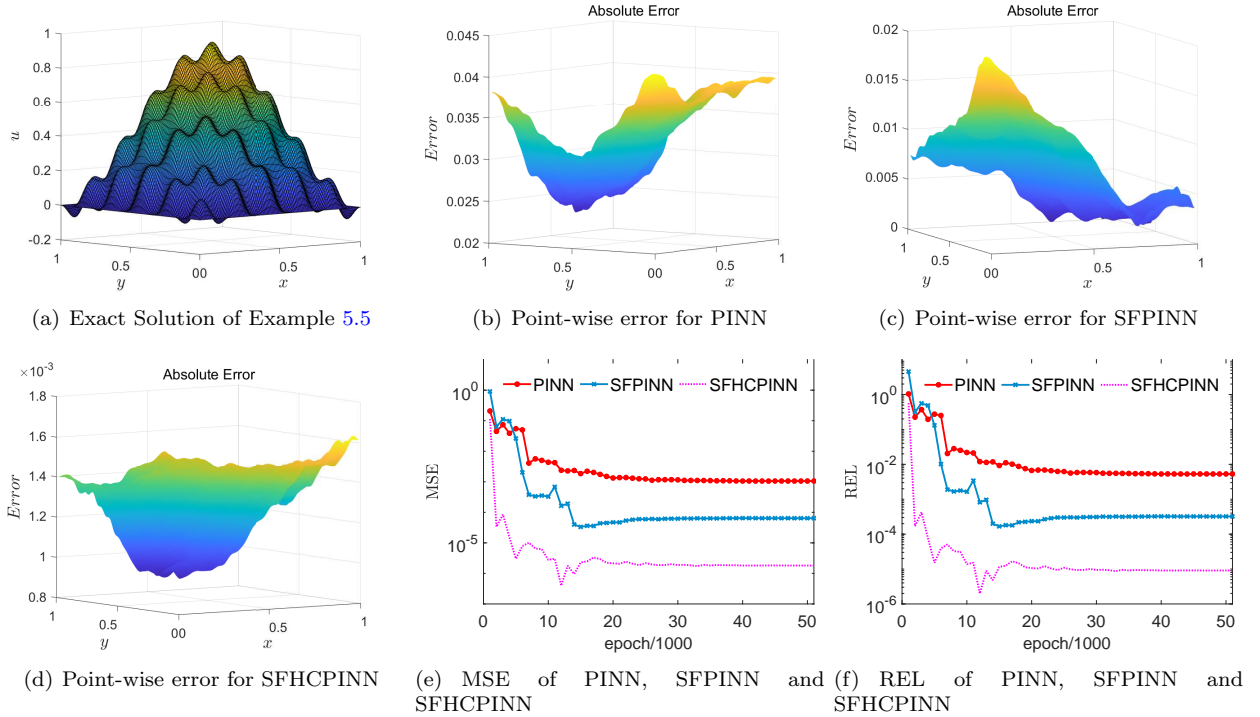 1
0.8
0.6
0.4
0.2
0
-0.2
u
1
0.5
0
0
0.5
1
y
x
(a) Exact Solution of Example 5.5
Absolute Error
0.045
0.04
0.035
0.03
0.025
0.02
Error
1
0.5
0
0
0.5
1
y
x
(b) Point-wise error for PINN
Absolute Error
0.02
0.015
0.01
0.005
0
Error
1
0.5
0
0
0.5
1
y
x
(c) Point-wise error for SFPINN
×10⁻³
Absolute Error
1.8
1.6
1.4
1.2
1
0.8
Error
1
0.5
0
0
0.5
1
y
x
(d) Point-wise error for SFHCPINN
PINN SFPINN SFHCPINN
10⁰
10⁻⁵
MSE
0 10 20 30 40 50
epoch/1000
(e) MSE of PINN, SFPINN and
SFHCPINN
PINN SFPINN SFHCPINN
10⁰
10⁻²
10⁻⁴
10⁻⁶
REL
0 10 20 30 40 50
epoch/1000
(f) REL of PINN, SFPINN and
SFHCPINN